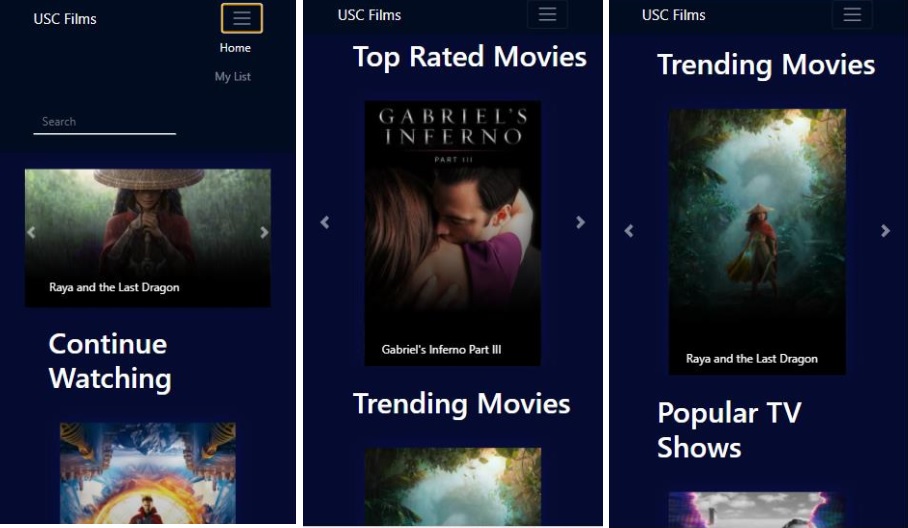 USC Films
Home
My List
Search
Raya and the Last Dragon
Continue
Watching
USC Films
Top Rated Movies
GABRIEL'S
INFERNO
PART III
Gabriel's Inferno Part III
Trending Movies
USC Films
Trending Movies
Raya and the Last Dragon
Popular TV
Shows